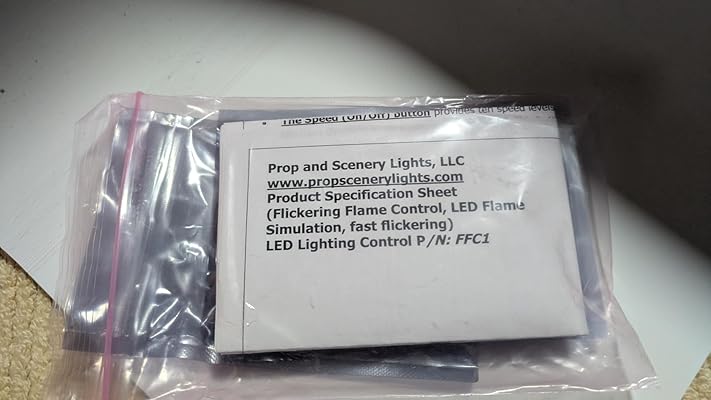 • The Speed (On/Off) Button provides ten speed levels
Prop and Scenery Lights, LLC
www.propscenerylights.com
Product Specification Sheet
(Flickering Flame Control, LED Flame
Simulation, fast flickering)
LED Lighting Control P/N: FFC1